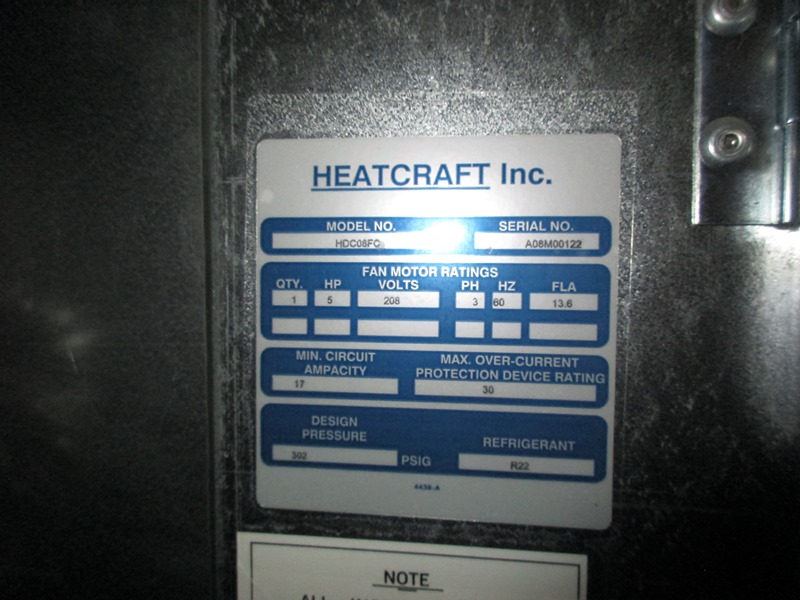 HEATCRAFT Inc.
MODEL NO. SERIAL NO.
HDC08FC A08M00122
FAN MOTOR RATINGS
QTY. HP VOLTS PH HZ FLA
1 5 208 3 60 13.6
MIN. CIRCUIT AMPACITY MAX. OVER-CURRENT PROTECTION DEVICE RATING
17 30
DESIGN PRESSURE REFRIGERANT
302 PSIG R22
4439-A
NOTE